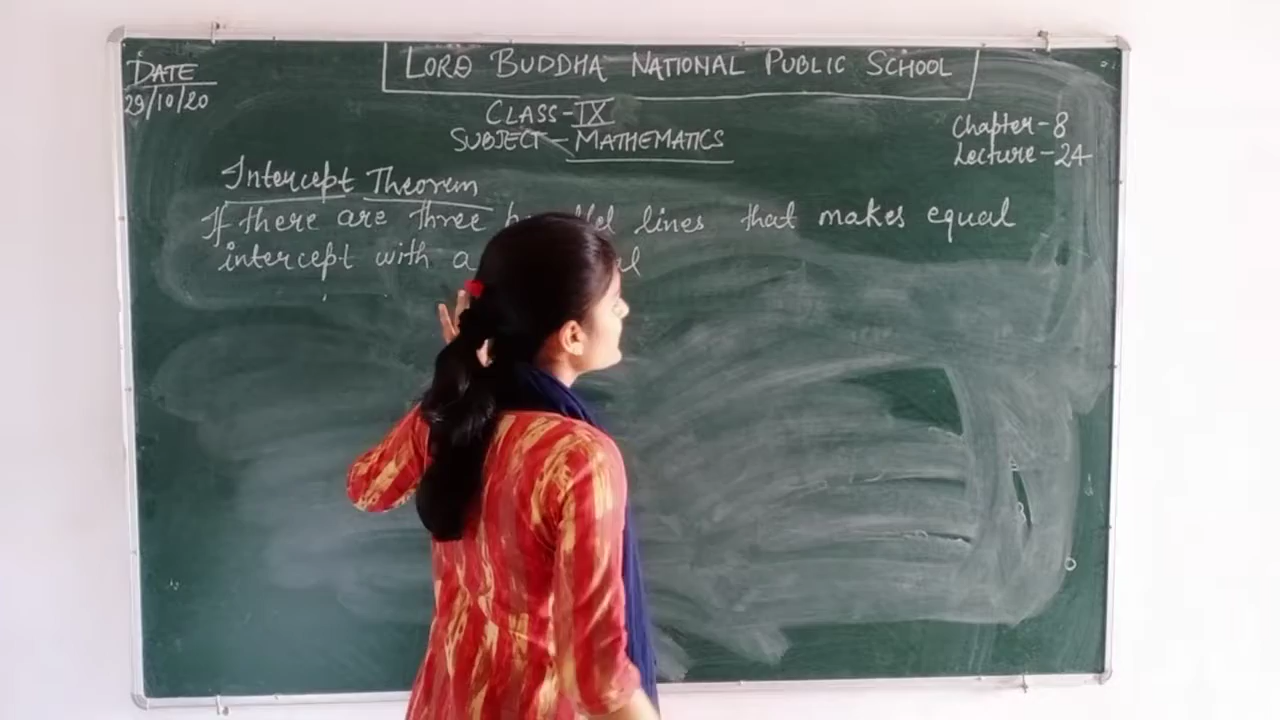 DATE
29/10/20
LORD BUDDHA NATIONAL PUBLIC SCHOOL
CLASS-IX
SUBJECT-MATHEMATICS
Chapter-8
Lecture-24
Intercept Theorem
If there are three lines that makes equal
intercept with a